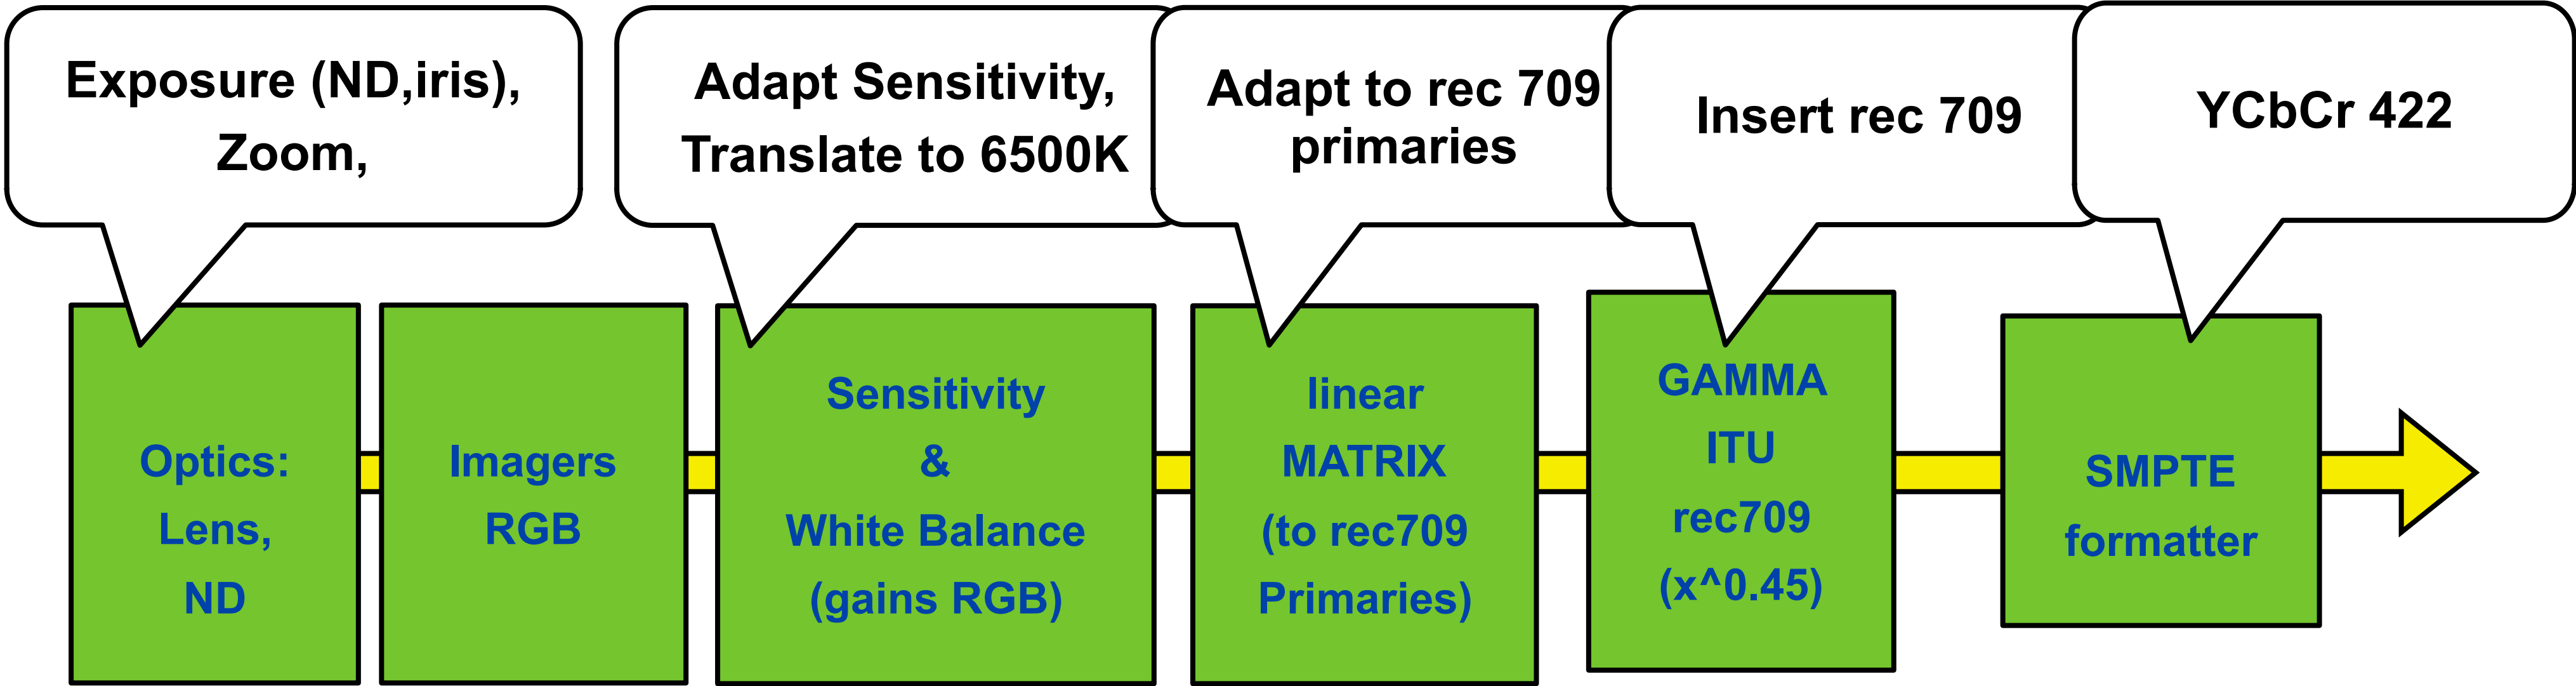 Exposure (ND,iris),
Zoom,
Adapt Sensitivity,
Translate to 6500K
Adapt to rec 709
primaries
Insert rec 709
YCbCr 422
Optics:
Lens,
ND
Imagers
RGB
Sensitivity
&
White Balance
(gains RGB)
linear
MATRIX
(to rec709
Primaries)
GAMMA
ITU
rec709
(x^0.45)
SMPTE
formatter